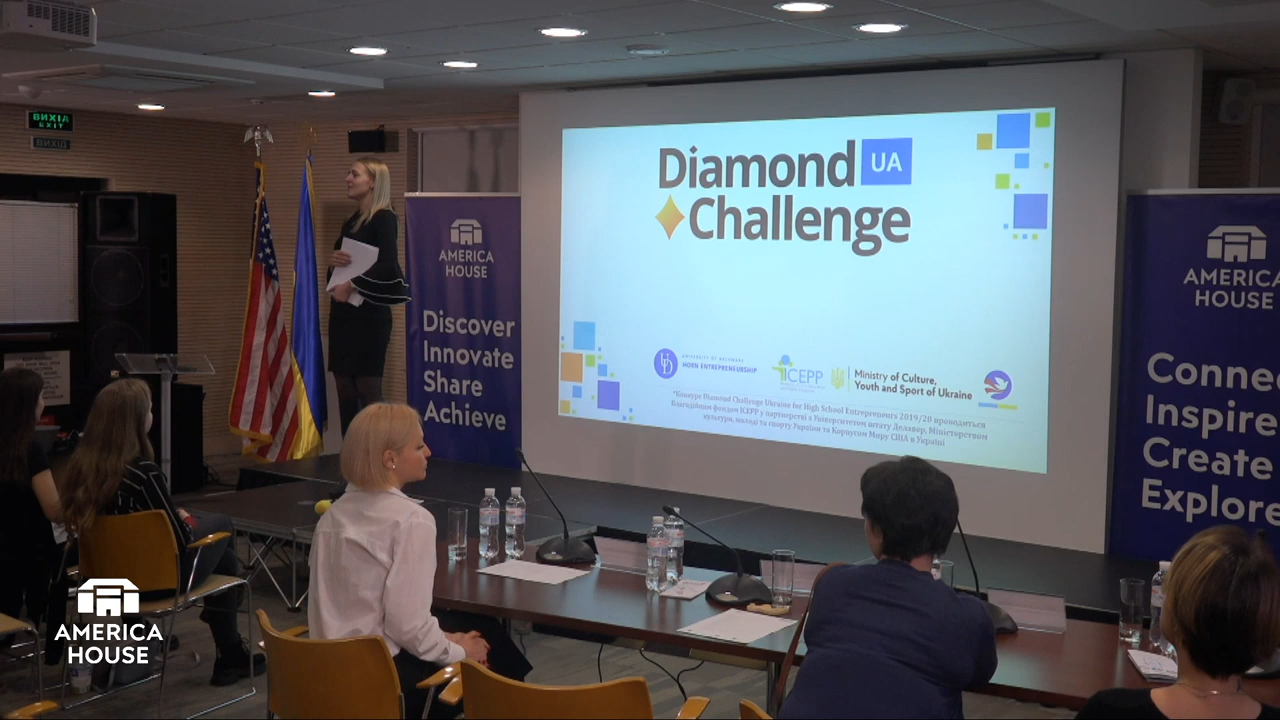 ВИХІД
EXIT
ВИХІД
AMERICA
HOUSE
Discover
Innovate
Share
Achieve
Diamond UA
Challenge
UD
UNIVERSITY OF DELAWARE
HORN ENTREPRENEURSHIP
ICEPP
Ministry of Culture,
Youth and Sport of Ukraine
*Конкурс Diamond Challenge Ukraine for High School Entrepreneurs 2019/20 проводиться
Благодійним фондом ICEPP у партнерстві з Університетом штату Делавер, Міністерством
культури, молоді та спорту України та Корпусом Миру США в Україні
AMERICA
HOUSE
Connec
Inspire
Create
Explore
AMERICA
HOUSE